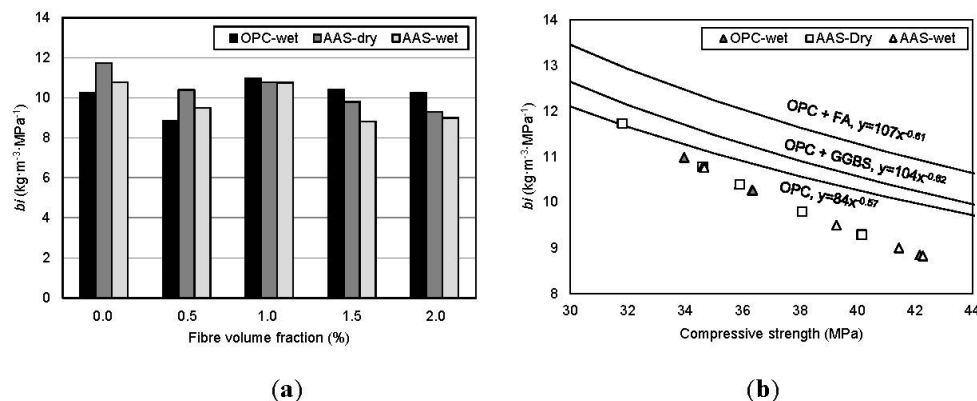 14
12
10
8
6
4
2
0
bi (kg·m-3·MPa-1)
OPC-wet AAS-dry AAS-wet
0.0 0.5 1.0 1.5 2.0
Fibre volume fraction (%)
(a)
14
13
12
11
10
9
8
bi (kg·m-3·MPa-1)
OPC-wet AAS-Dry AAS-wet
OPC + FA, y=107x-0.61
OPC + GGBS, y=104x-0.62
OPC, y=84x-0.57
30 32 34 36 38 40 42 44
Compressive strength (MPa)
(b)